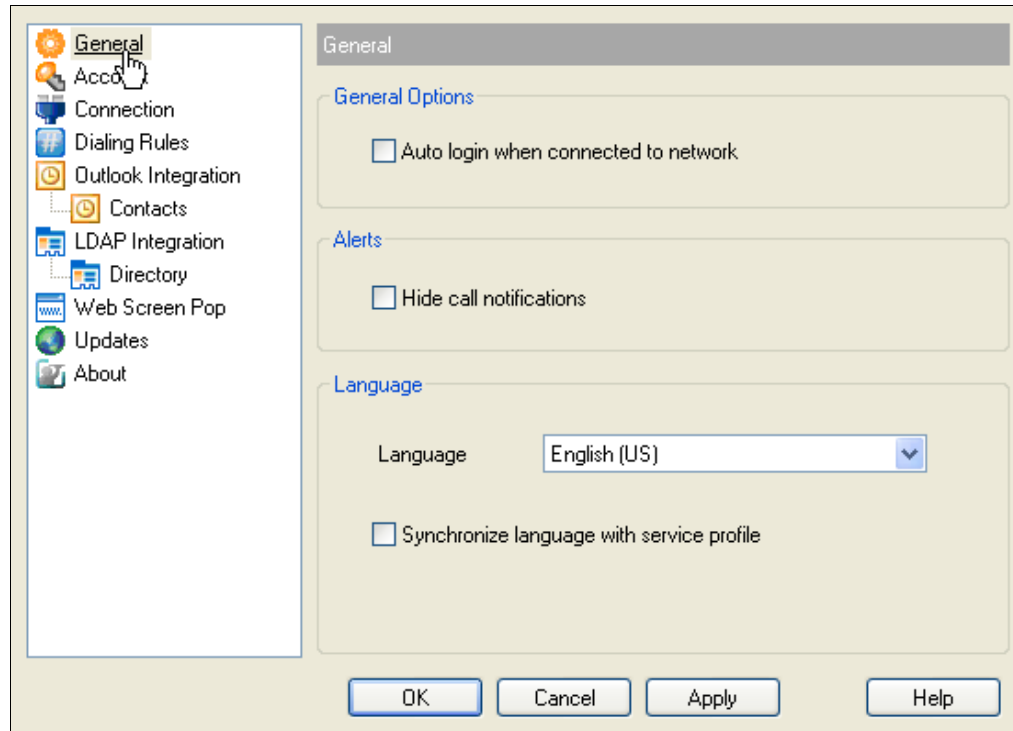 General
Connection
Dialing Rules
Outlook Integration
Contacts
LDAP Integration
Directory
Web Screen Pop
Updates
About
General
General Options
Auto login when connected to network
Alerts
Hide call notifications
Language
Language
English (US)
Synchronize language with service profile
OK
Cancel
Apply
Help